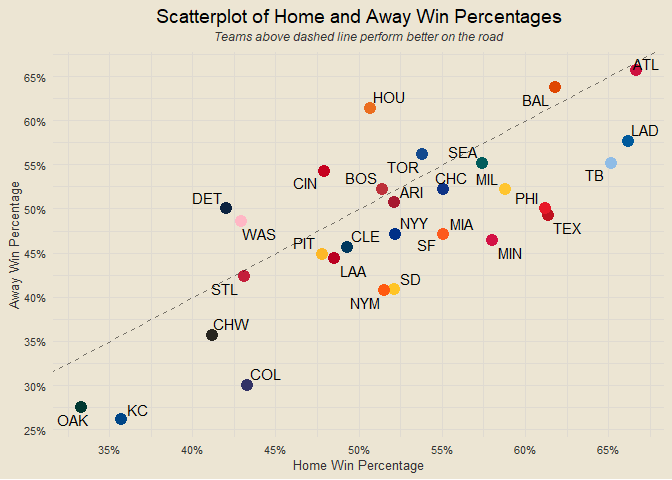 Scatterplot of Home and Away Win Percentages
Teams above dashed line perform better on the road
65%
60%
55%
50%
45%
40%
35%
30%
25%
Away Win Percentage
ATL
HOU
BAL
LAD
TOR
SEA
TB
CIN
BOS
CHC
MIL
DET
ARI
PHI
WAS
NYY
MIA
TEX
PIT
CLE
SF
MIN
LAA
STL
SD
NYM
CHW
COL
KC
OAK
35%
40%
45%
50%
55%
60%
65%
Home Win Percentage